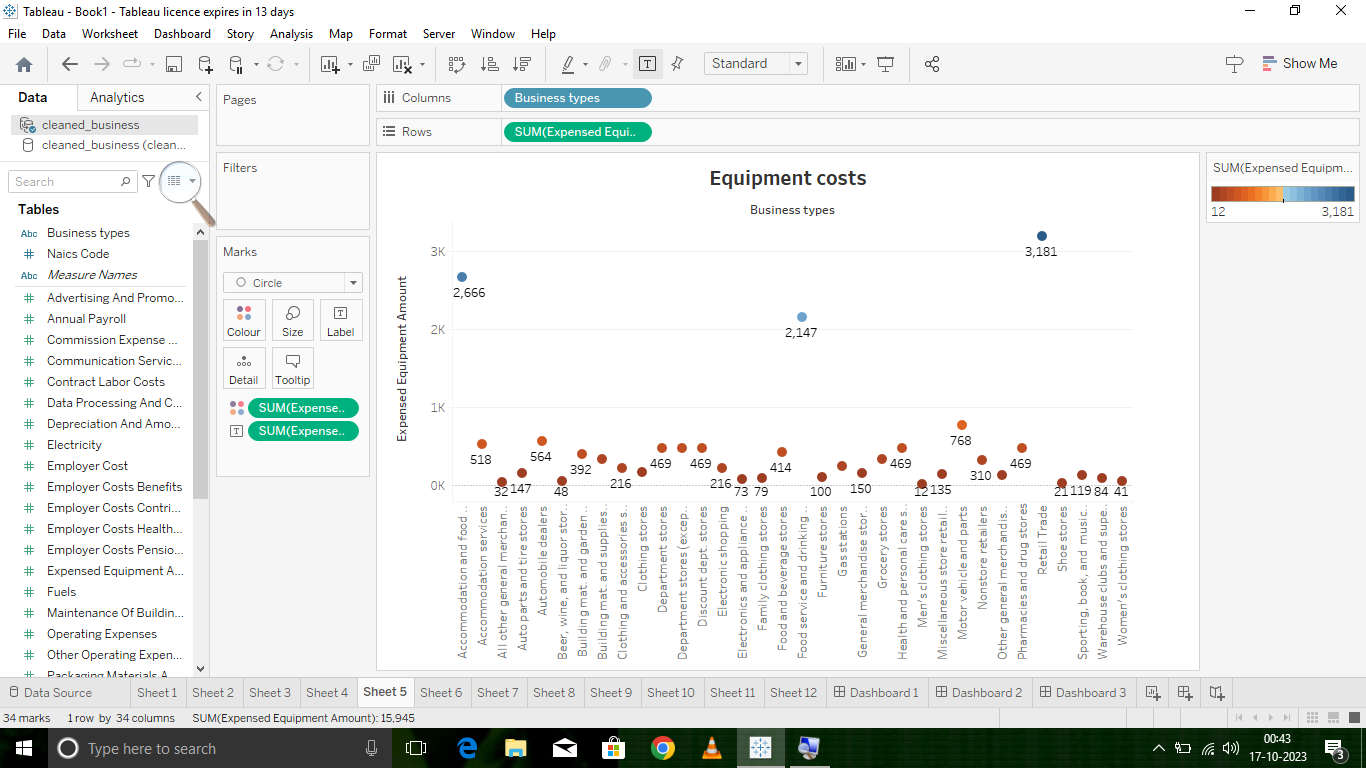 Tableau - Book1 - Tableau licence expires in 13 days
File Data Worksheet Dashboard Story Analysis Map Format Server Window Help
Standard
Show Me
Data Analytics
cleaned_business
cleaned_business (clean...
Search
Tables
Abc Business types
Naics Code
Abc Measure Names
Advertising And Promo...
Annual Payroll
Commission Expense ...
Communication Servic...
Contract Labor Costs
Data Processing And C...
Depreciation And Amo...
Electricity
Employer Cost
Employer Costs Benefits
Employer Costs Contri...
Employer Costs Health...
Employer Costs Pensio...
Expensed Equipment A...
Fuels
Maintenance Of Buildin...
Operating Expenses
Other Operating Expen...
Packaging Materials A...
Pages
Filters
Marks
Circle
Colour Size Label
Detail Tooltip
SUM(Expense..
SUM(Expense..
Columns Business types
Rows SUM(Expensed Equi..
Equipment costs
Business types
Expensed Equipment Amount
3K
2K
1K
0K
2,666
518
32
147
564
48
392
216
469
469
216
73
79
414
2,147
100
150
469
12
135
768
310
469
3,181
21
119
84
41
Accommodation and food ..
Accommodation services
All other general merchan..
Auto parts and tire stores
Automobile dealers
Beer, wine, and liquor stor..
Building mat. and garden ..
Building mat. and supplies..
Clothing and accessories s..
Clothing stores
Department stores
Department stores (excep..
Discount dept. stores
Electronic shopping
Electronics and appliance ..
Family clothing stores
Food and beverage stores
Food service and drinking ..
Furniture stores
Gas stations
General merchandise stor..
Grocery stores
Health and personal care s..
Men's clothing stores
Miscellaneous store retail..
Motor vehicle and parts
Nonstore retailers
Other general merchandis..
Pharmacies and drug stores
Retail Trade
Shoe stores
Sporting, book, and music..
Warehouse clubs and supe..
Women's clothing stores
SUM(Expensed Equipm...
12 3,181
Data Source Sheet 1 Sheet 2 Sheet 3 Sheet 4 Sheet 5 Sheet 6 Sheet 7 Sheet 8 Sheet 9 Sheet 10 Sheet 11 Sheet 12 Dashboard 1 Dashboard 2 Dashboard 3
34 marks 1 row by 34 columns SUM(Expensed Equipment Amount): 15,945
Type here to search
00:43
17-10-2023
3